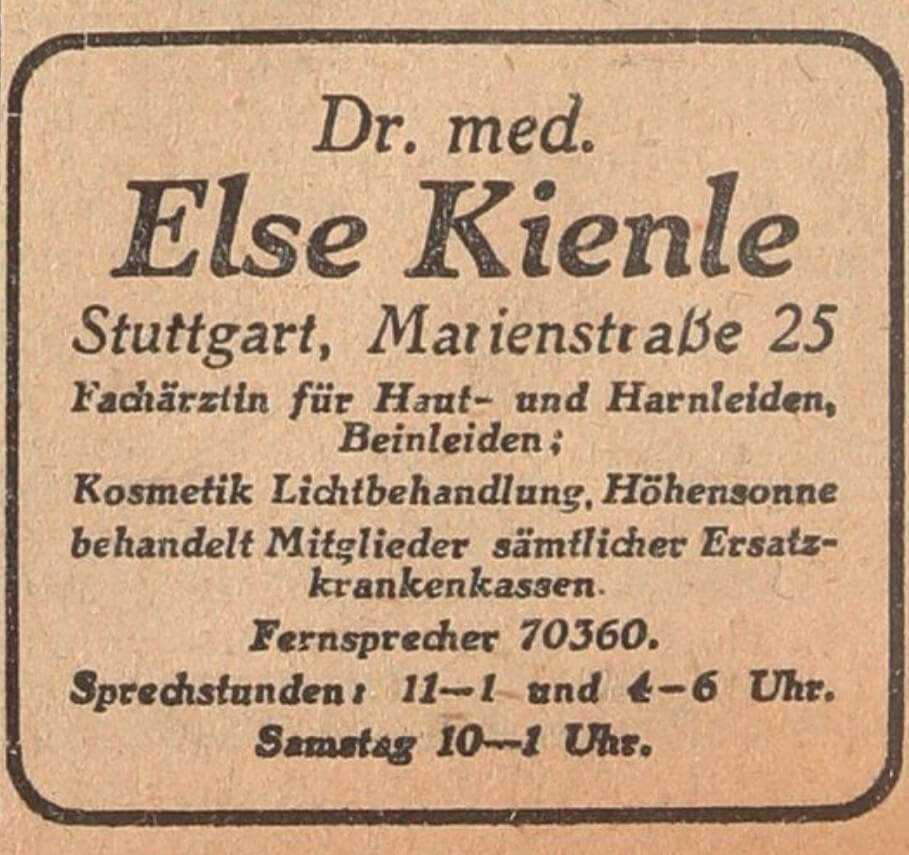 Dr. med.
Else Kienle
Stuttgart, Marienstraße 25
Fachärztin für Haut- und Harnleiden,
Beinleiden;
Kosmetik Lichtbehandlung, Höhensonne
behandelt Mitglieder sämtlicher Ersatz-
krankenkassen.
Fernsprecher 70360.
Sprechstunden: 11—1 und 4—6 Uhr.
Samstag 10—1 Uhr.